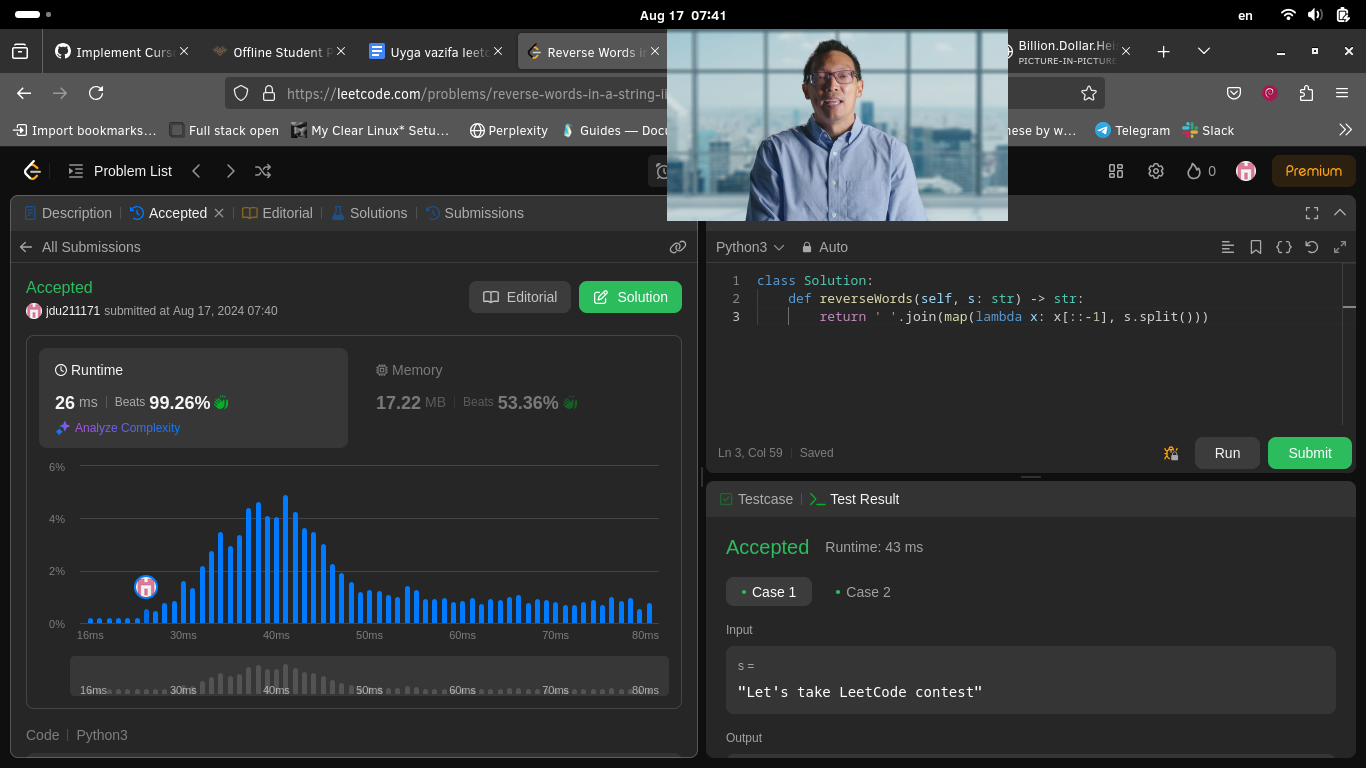 Aug 17 07:41
en
Implement Curs
Offline Student P
Uyga vazifa leetc
Reverse Words in
Billion.Dollar.Hei
PICTURE-IN-PICTURE
https://leetcode.com/problems/reverse-words-in-a-string-ii
Import bookmarks...
Full stack open
My Clear Linux* Setu...
Perplexity
Guides — Docu
nese by w...
Telegram
Slack
Problem List
0
Premium
Description
Accepted
Editorial
Solutions
Submissions
All Submissions
Accepted
jdu211171 submitted at Aug 17, 2024 07:40
Editorial
Solution
Runtime
26 ms
Beats 99.26%
Analyze Complexity
Memory
17.22 MB
Beats 53.36%
6%
4%
2%
0%
16ms 30ms 40ms 50ms 60ms 70ms 80ms
16ms 30ms 40ms 50ms 60ms 70ms 80ms
Code
Python3
Python3
Auto
1 class Solution:
2 def reverseWords(self, s: str) -> str:
3 return ' '.join(map(lambda x: x[::-1], s.split()))
Ln 3, Col 59
Saved
Run
Submit
Testcase
Test Result
Accepted
Runtime: 43 ms
Case 1
Case 2
Input
s =
"Let's take LeetCode contest"
Output